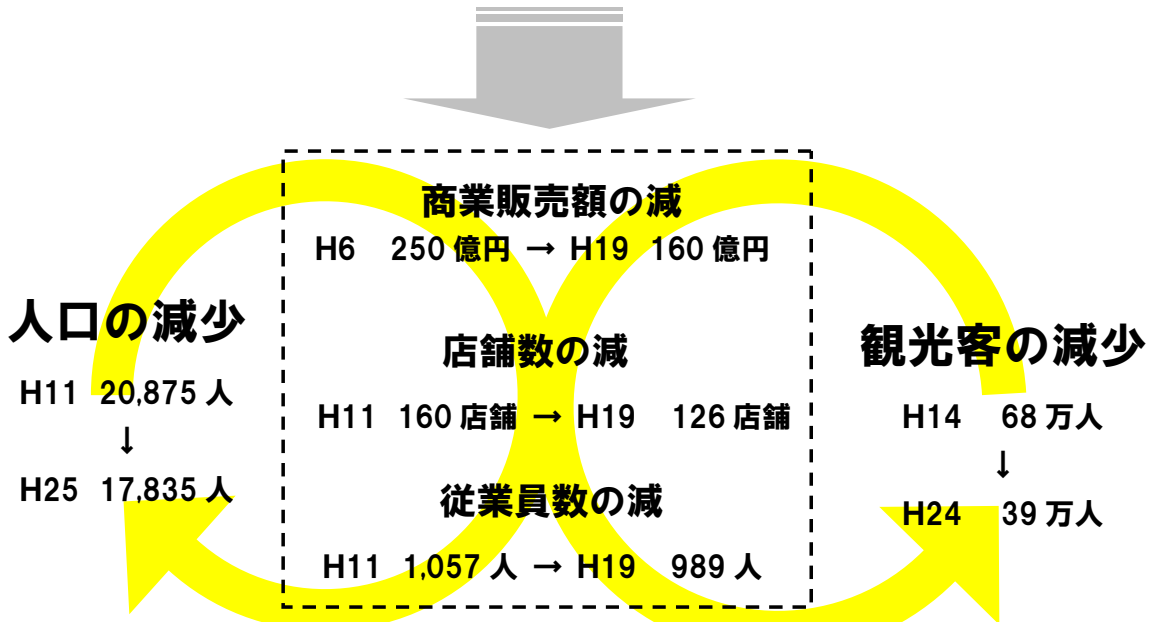 商業販売額の減
H6 250億円 → H19 160億円
人口の減少
H11 20,875人
↓
H25 17,835人
店舗数の減
H11 160店舗 → H19 126店舗
従業員数の減
H11 1,057人 → H19 989人
観光客の減少
H14 68万人
↓
H24 39万人